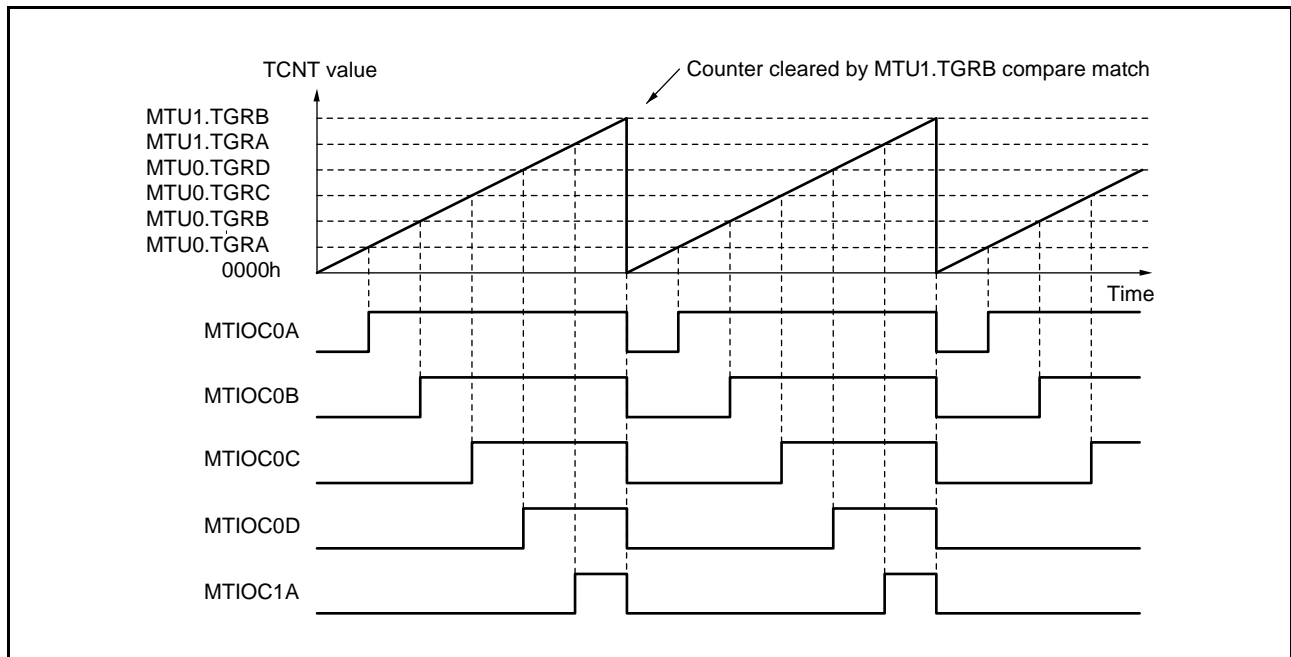 TCNT value
Counter cleared by MTU1.TGRB compare match
MTU1.TGRB
MTU1.TGRA
MTU0.TGRD
MTU0.TGRC
MTU0.TGRB
MTU0.TGRA
0000h
Time
MTIOC0A
MTIOC0B
MTIOC0C
MTIOC0D
MTIOC1A